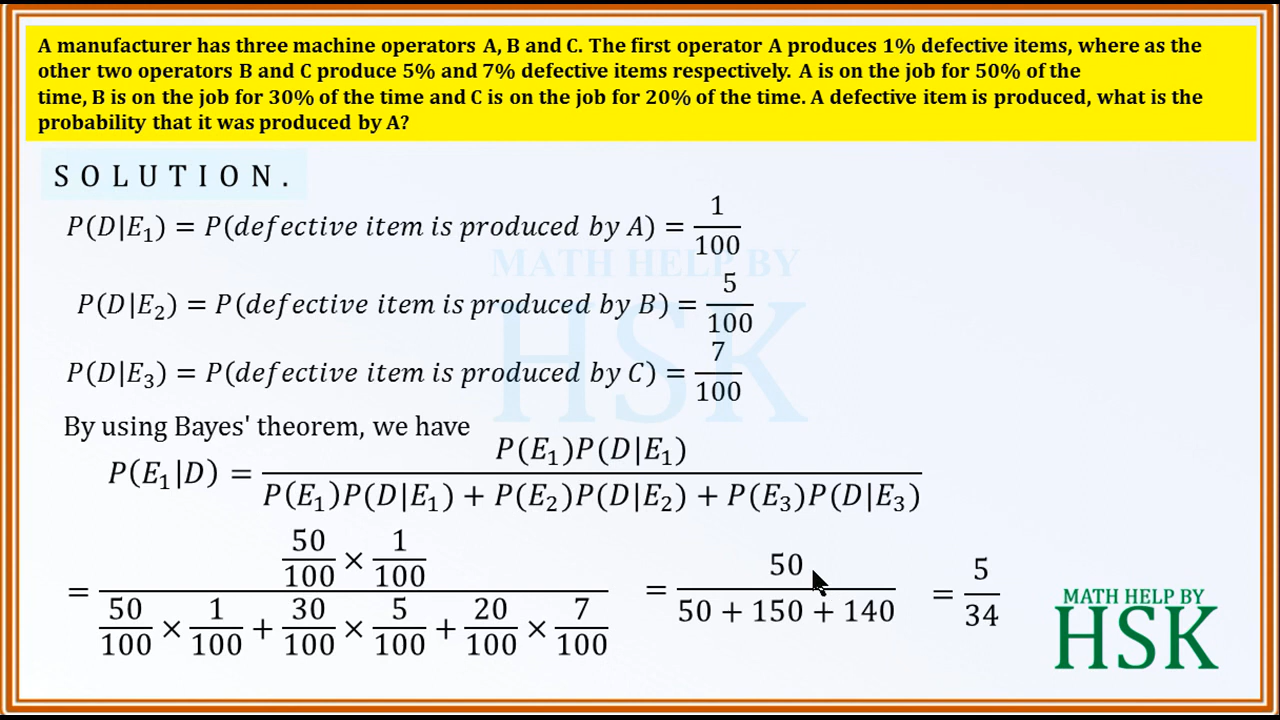 A manufacturer has three machine operators A, B and C. The first operator A produces 1% defective items, where as the
other two operators B and C produce 5% and 7% defective items respectively. A is on the job for 50% of the
time, B is on the job for 30% of the time and C is on the job for 20% of the time. A defective item is produced, what is the
probability that it was produced by A?
SOLUTION.
P(D|E₁) = P(defective item is produced by A) = 1/100
MATH HELP BY
HSK
P(D|E₂) = P(defective item is produced by B) = 5/100
P(D|E₃) = P(defective item is produced by C) = 7/100
By using Bayes' theorem, we have
P(E₁|D) = P(E₁)P(D|E₁) / P(E₁)P(D|E₁) + P(E₂)P(D|E₂) + P(E₃)P(D|E₃)
= 50/100 × 1/100 / 50/100 × 1/100 + 30/100 × 5/100 + 20/100 × 7/100 = 50 / 50 + 150 + 140 = 5/34
MATH HELP BY
HSK